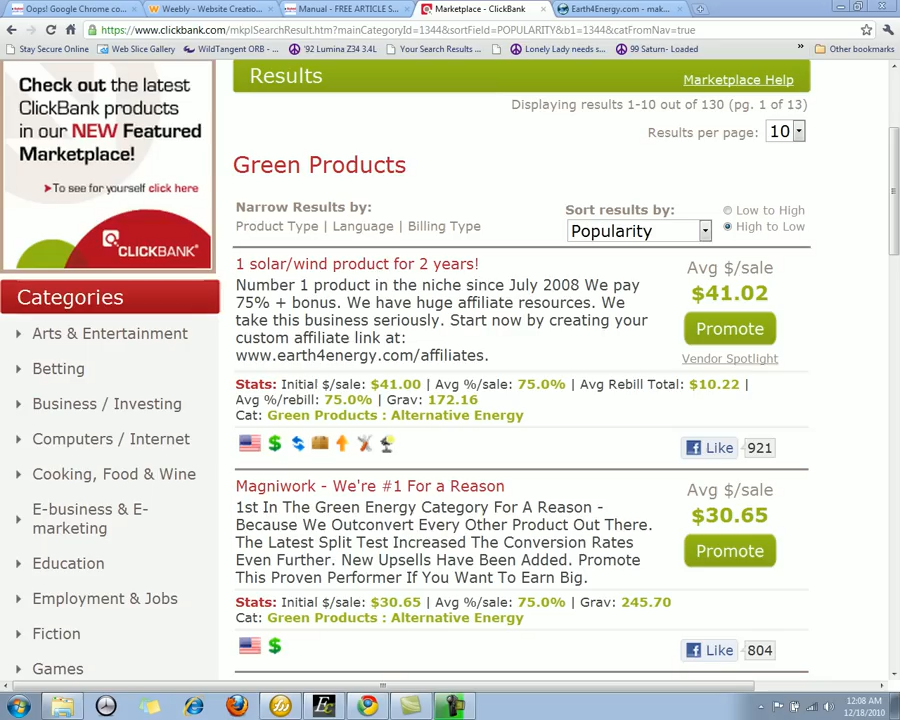 Oops! Google Chrome co...
Weebly - Website Creatio...
Manual - FREE ARTICLE S...
Marketplace - ClickBank
Earth4Energy.com - mak...
https://www.clickbank.com/mkplSearchResult.htm?mainCategoryId=1344&sortField=POPULARITY&b1=1344&catFromNav=true
Stay Secure Online
Web Slice Gallery
WildTangent ORB - ...
'92 Lumina Z34 3.4L
Your Search Results ...
Lonely Lady needs s...
99 Saturn- Loaded
Other bookmarks
Check out the latest
ClickBank products
in our NEW Featured
Marketplace!
To see for yourself click here
CLICKBANK®
Categories
Arts & Entertainment
Betting
Business / Investing
Computers / Internet
Cooking, Food & Wine
E-business & E-
marketing
Education
Employment & Jobs
Fiction
Games
Results
Marketplace Help
Displaying results 1-10 out of 130 (pg. 1 of 13)
Results per page: 10
Green Products
Narrow Results by:
Product Type | Language | Billing Type
Sort results by:
Popularity
Low to High
High to Low
1 solar/wind product for 2 years!
Number 1 product in the niche since July 2008 We pay
75% + bonus. We have huge affiliate resources. We
take this business seriously. Start now by creating your
custom affiliate link at:
www.earth4energy.com/affiliates.
Avg $/sale
$41.02
Promote
Vendor Spotlight
Stats: Initial $/sale: $41.00 | Avg %/sale: 75.0% | Avg Rebill Total: $10.22 |
Avg %/rebill: 75.0% | Grav: 172.16
Cat: Green Products : Alternative Energy
Like 921
Magniwork - We're #1 For a Reason
1st In The Green Energy Category For A Reason -
Because We Outconvert Every Other Product Out There.
The Latest Split Test Increased The Conversion Rates
Even Further. New Upsells Have Been Added. Promote
This Proven Performer If You Want To Earn Big.
Avg $/sale
$30.65
Promote
Stats: Initial $/sale: $30.65 | Avg %/sale: 75.0% | Grav: 245.70
Cat: Green Products : Alternative Energy
Like 804
12:08 AM
12/18/2010